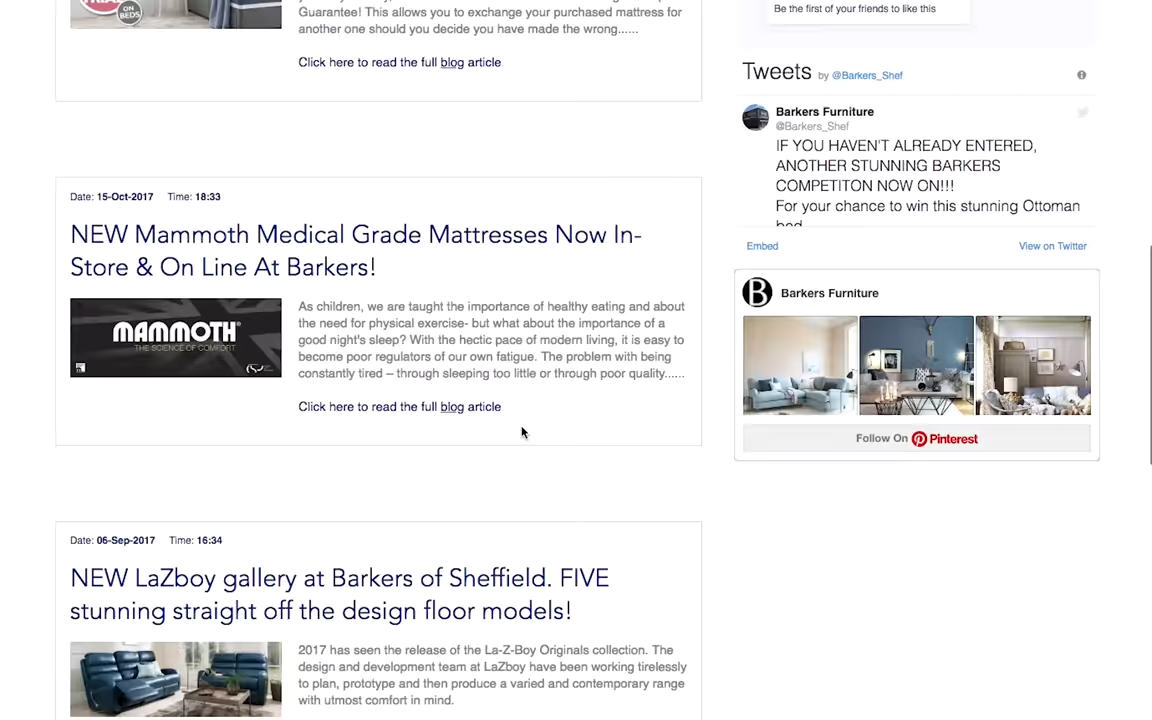 TRIAL
ON
BEDS
Guarantee! This allows you to exchange your purchased mattress for
another one should you decide you have made the wrong......
Click here to read the full blog article
Date: 15-Oct-2017 Time: 18:33
NEW Mammoth Medical Grade Mattresses Now In-
Store & On Line At Barkers!
MAMMOTH
THE SCIENCE OF COMFORT
As children, we are taught the importance of healthy eating and about
the need for physical exercise- but what about the importance of a
good night's sleep? With the hectic pace of modern living, it is easy to
become poor regulators of our own fatigue. The problem with being
constantly tired – through sleeping too little or through poor quality......
Click here to read the full blog article
Date: 06-Sep-2017 Time: 16:34
NEW LaZboy gallery at Barkers of Sheffield. FIVE
stunning straight off the design floor models!
2017 has seen the release of the La-Z-Boy Originals collection. The
design and development team at LaZboy have been working tirelessly
to plan, prototype and then produce a varied and contemporary range
with utmost comfort in mind.
Be the first of your friends to like this
Tweets by @Barkers_Shef
Barkers Furniture
@Barkers_Shef
IF YOU HAVEN'T ALREADY ENTERED,
ANOTHER STUNNING BARKERS
COMPETITON NOW ON!!!
For your chance to win this stunning Ottoman
bed
Embed View on Twitter
B Barkers Furniture
Follow On Pinterest